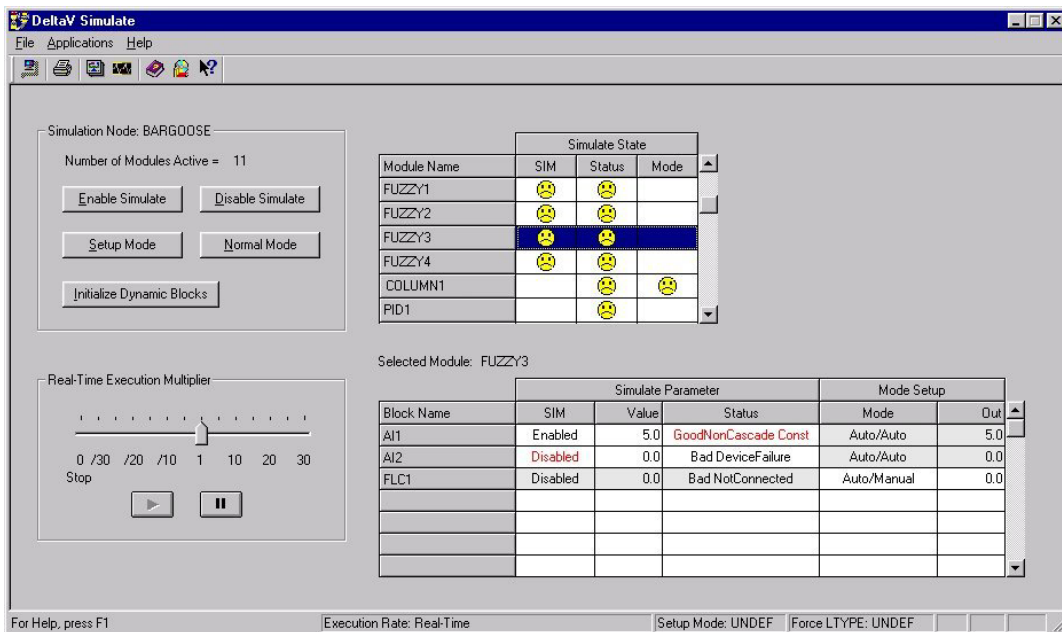 DeltaV Simulate
File Applications Help
Simulation Node: BARGOOSE
Number of Modules Active = 11
Enable Simulate Disable Simulate
Setup Mode Normal Mode
Initialize Dynamic Blocks
Simulate State
Module Name SIM Status Mode
FUZZY1
FUZZY2
FUZZY3
FUZZY4
COLUMN1
PID1
Real-Time Execution Multiplier
0 /30 /20 /10 1 10 20 30
Stop
Selected Module: FUZZY3
Simulate Parameter Mode Setup
Block Name SIM Value Status Mode Out
AI1 Enabled 5.0 GoodNonCascade Const Auto/Auto 5.0
AI2 Disabled 0.0 Bad DeviceFailure Auto/Auto 0.0
FLC1 Disabled 0.0 Bad NotConnected Auto/Manual 0.0
For Help, press F1 Execution Rate: Real-Time Setup Mode: UNDEF Force LTYPE: UNDEF